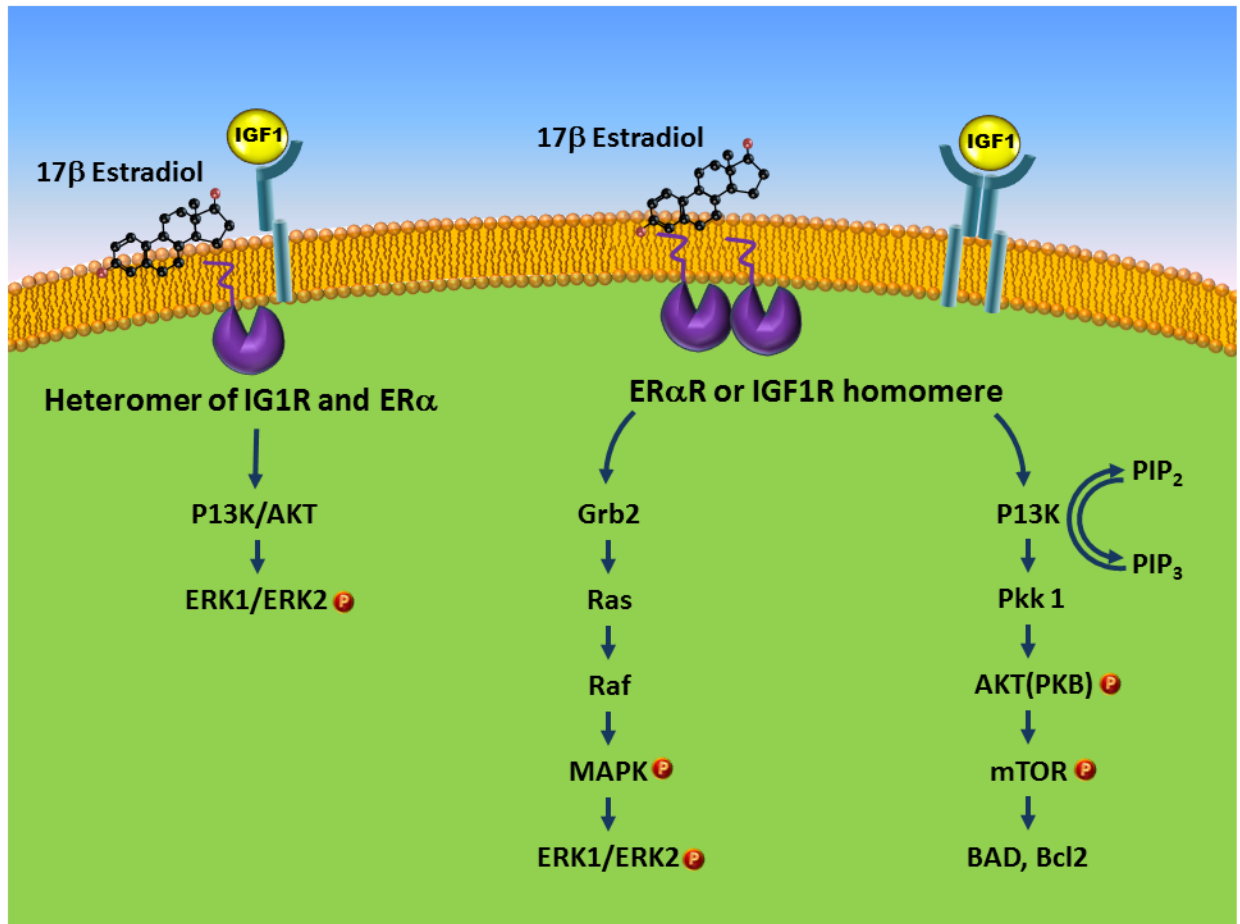 IGF1
17β Estradiol
17β Estradiol
IGF1
Heteromer of IG1R and ERα
ERαR or IGF1R homomere
P13K/AKT
ERK1/ERK2 P
Grb2
Ras
Raf
MAPK P
ERK1/ERK2 P
P13K
PIP₂
PIP₃
Pkk 1
AKT(PKB) P
mTOR P
BAD, Bcl2